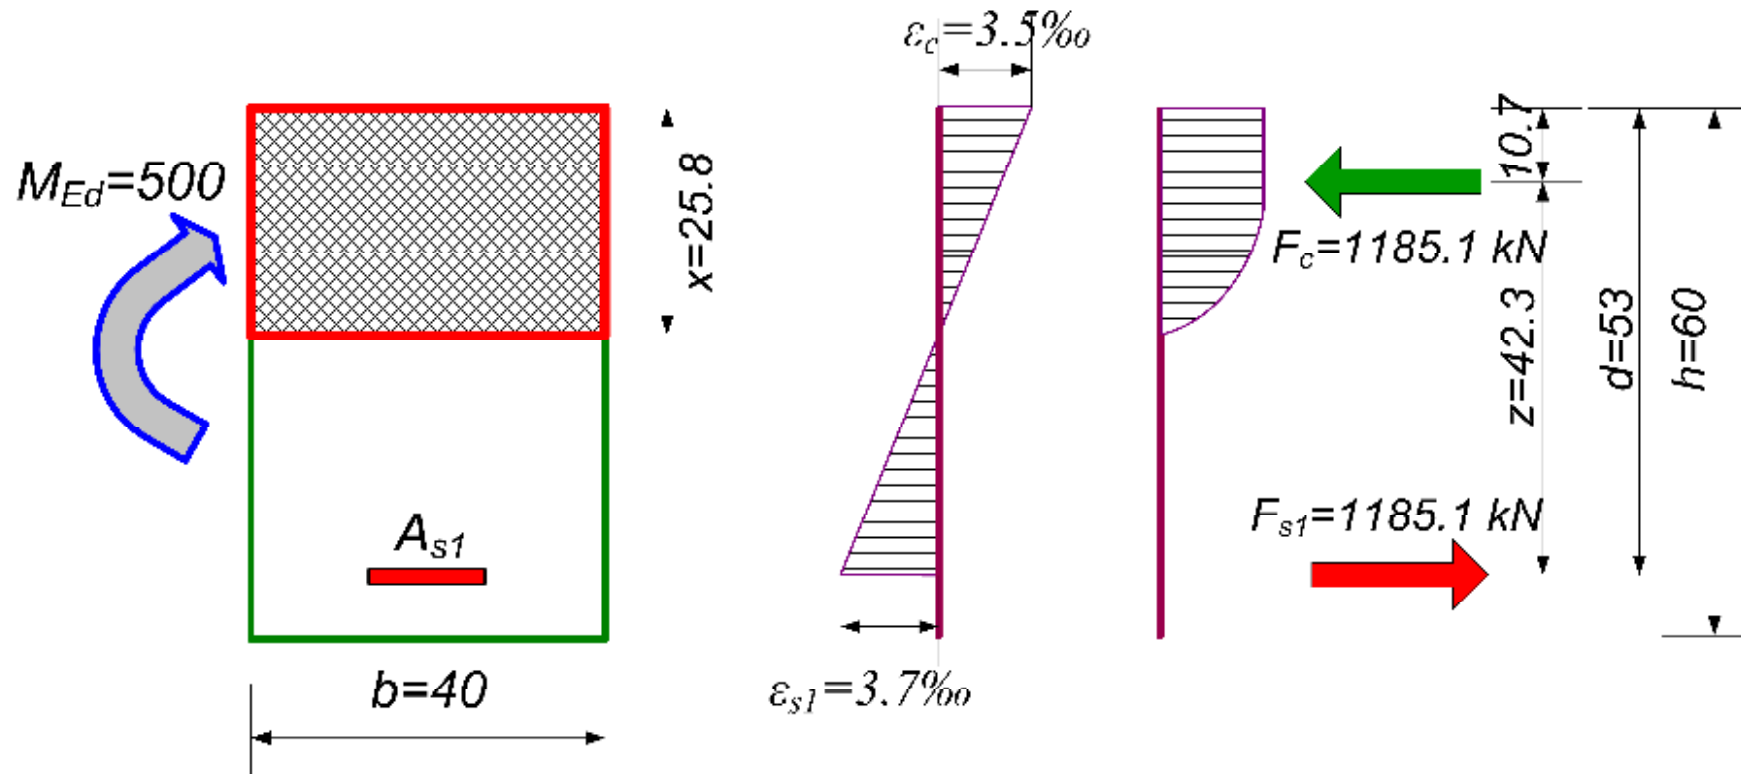 ε_c=3.5‰
M_Ed=500
x=25.8
10.7
F_c=1185.1 kN
z=42.3
d=53
h=60
A_s1
F_s1=1185.1 kN
b=40
ε_s1=3.7‰